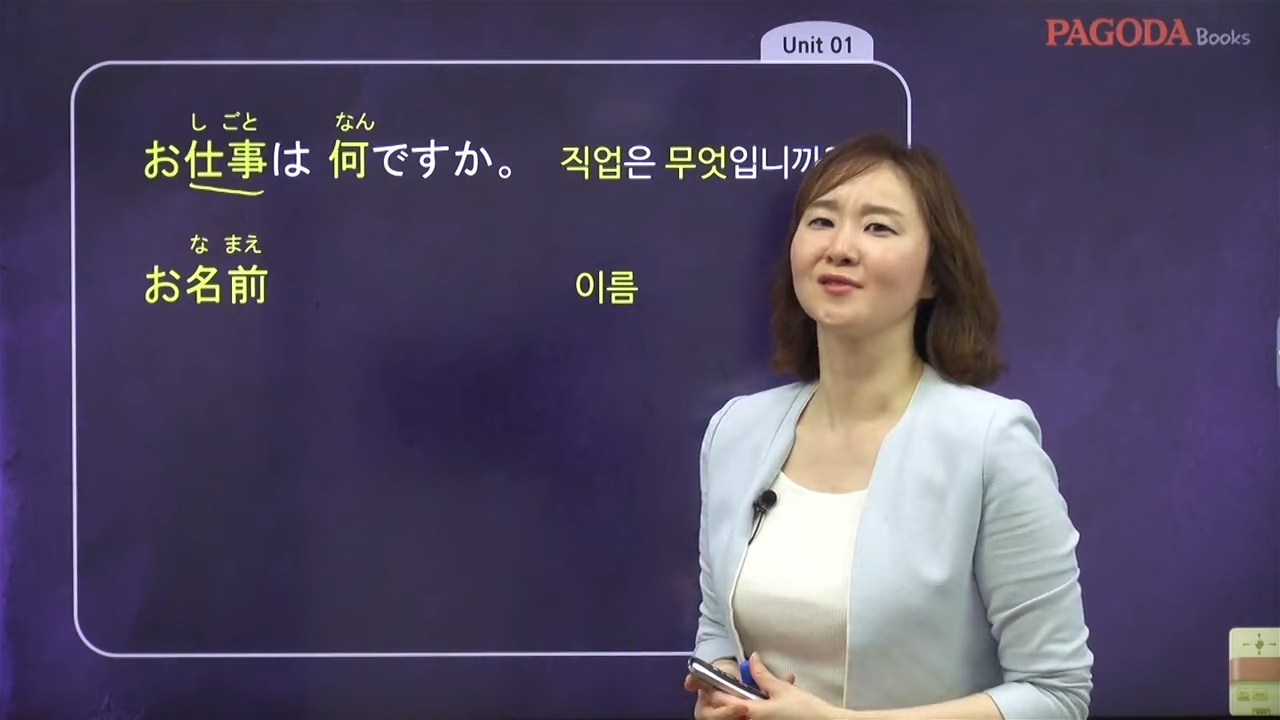 Unit 01
PAGODA Books
し ごと なん
お仕事は 何ですか。 직업은 무엇입니까
な まえ
お名前 이름